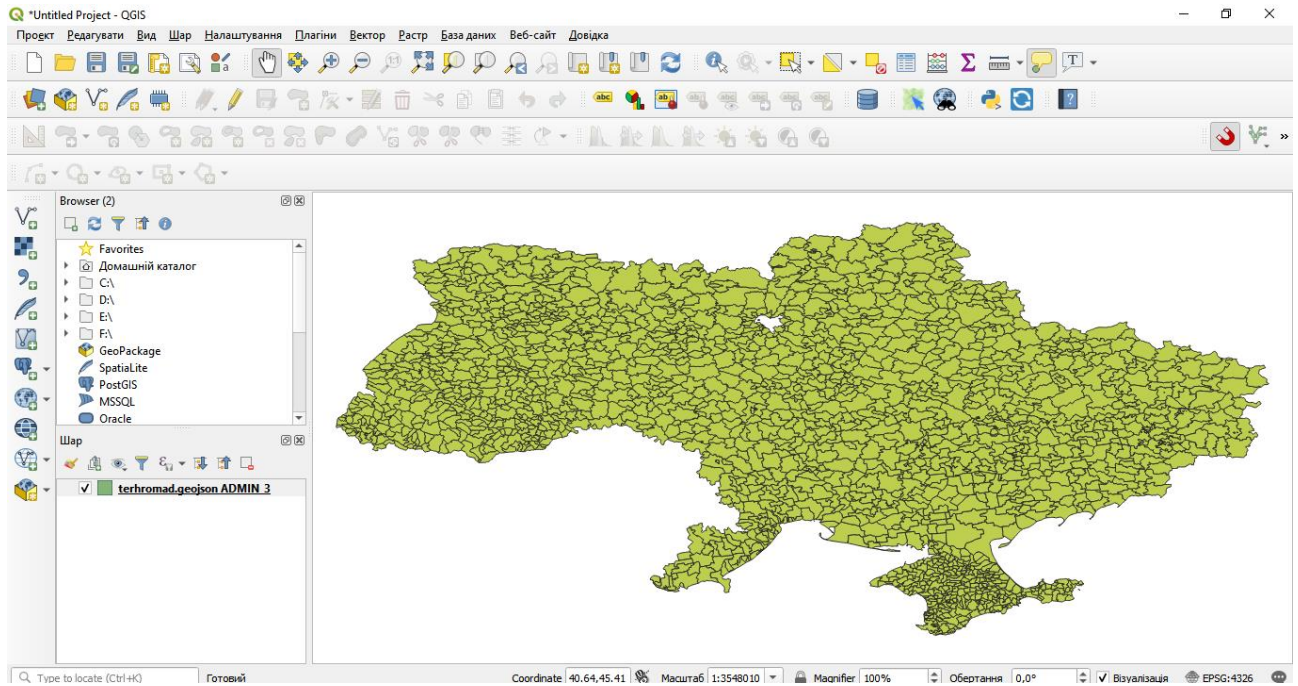 *Untitled Project - QGIS
Проєкт Редагувати Вид Шар Налаштування Плагіни Вектор Растр База даних Веб-сайт Довідка
Browser (2)
Favorites
Домашній каталог
C:\
D:\
E:\
F:\
GeoPackage
SpatiaLite
PostGIS
MSSQL
Oracle
Шар
terhromad.geojson ADMIN_3
Type to locate (Ctrl+K) Готовий Coordinate 40.64,45.41 Масштаб 1:3548010 Magnifier 100% Обертання 0,0° Візуалізація EPSG:4326